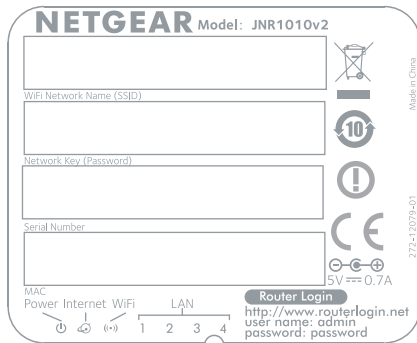 NETGEAR Model: JNR1010v2
WiFi Network Name (SSID)
Network Key (Password)
Serial Number
MAC
Made in China
10
272-12079-01
CE
5V 0.7A
Power Internet WiFi LAN
1 2 3 4
Router Login
http://www.routerlogin.net
user name: admin
password: password